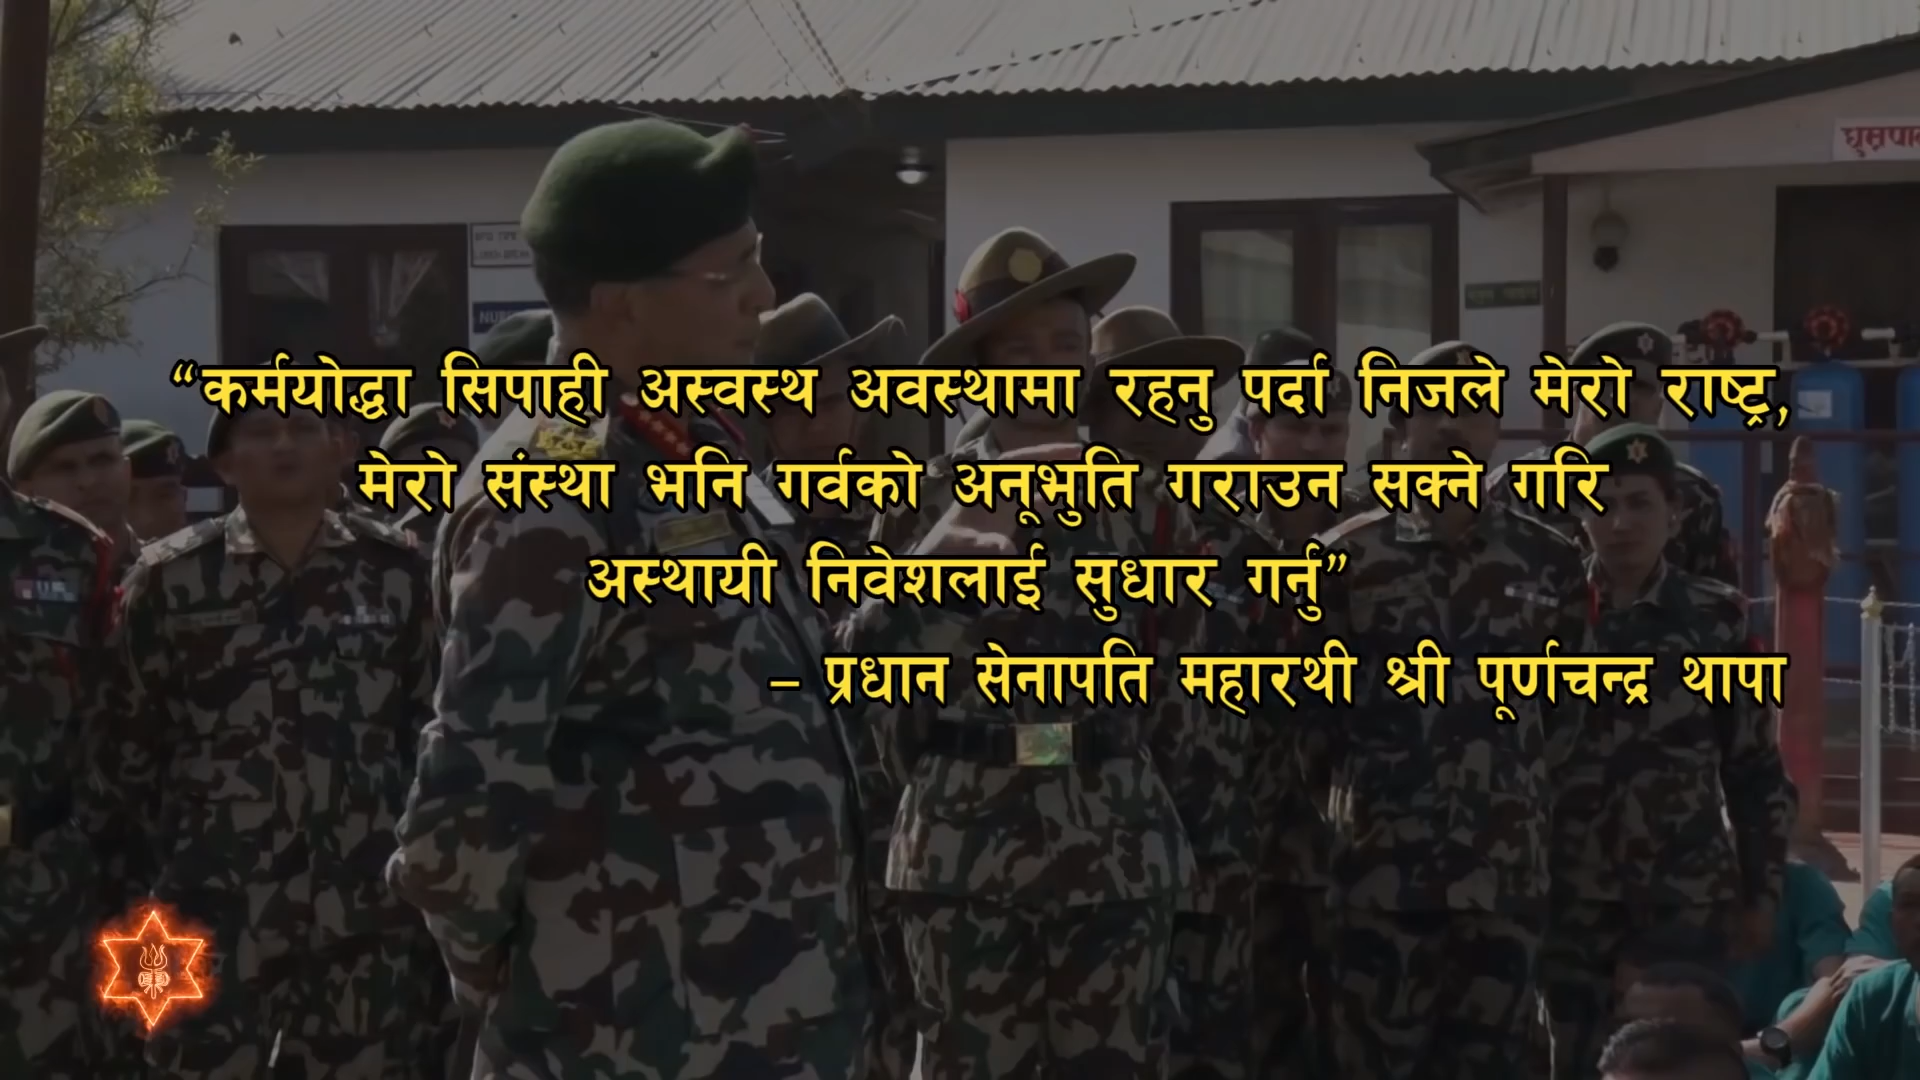 “कर्मयोद्धा सिपाही अस्वस्थ अवस्थामा रहनु पर्दा निजले मेरो राष्ट्र,
मेरो संस्था भनि गर्वको अनूभुति गराउन सक्ने गरि
अस्थायी निवेशलाई सुधार गर्नु”
– प्रधान सेनापति महारथी श्री पूर्णचन्द्र थापा